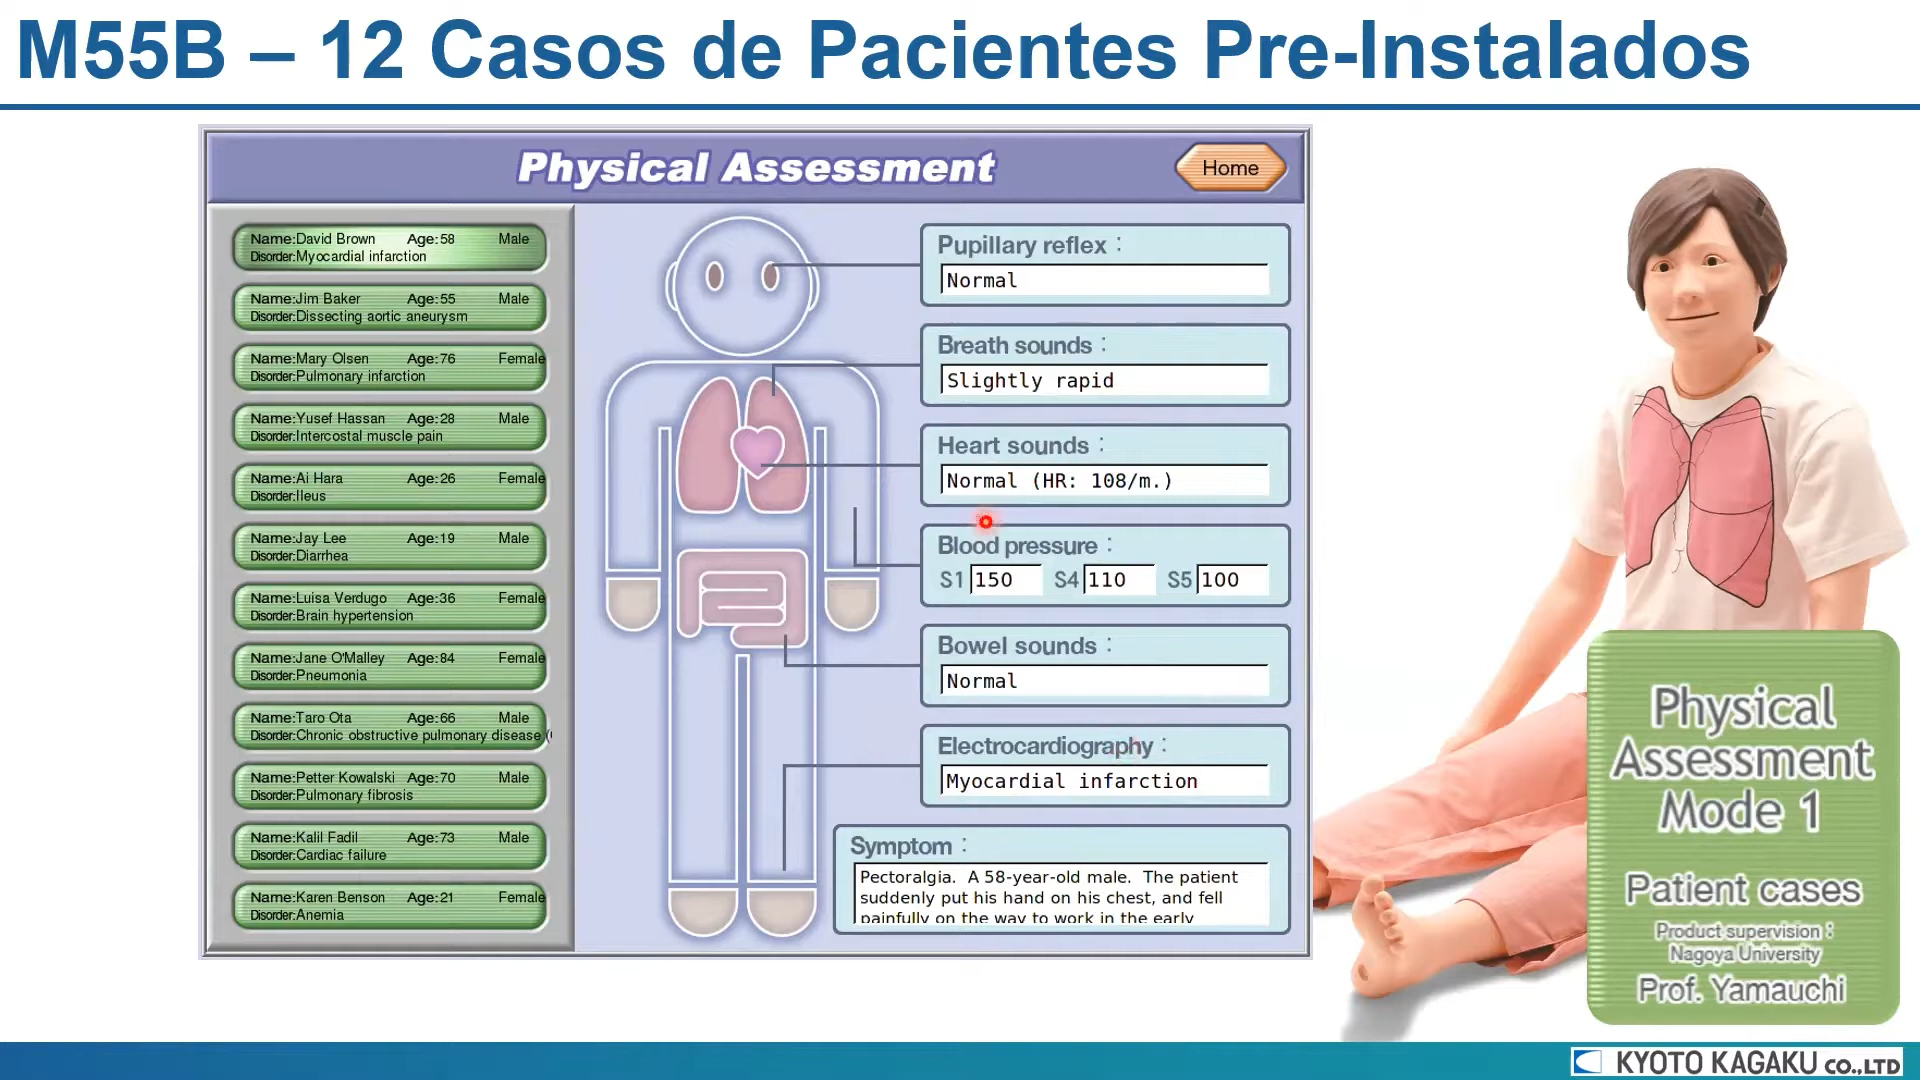 M55B – 12 Casos de Pacientes Pre-Instalados
Physical Assessment
Home
Name:David Brown Age:58 Male
Disorder:Myocardial infarction
Name:Jim Baker Age:55 Male
Disorder:Dissecting aortic aneurysm
Name:Mary Olsen Age:76 Female
Disorder:Pulmonary infarction
Name:Yusef Hassan Age:28 Male
Disorder:Intercostal muscle pain
Name:Ai Hara Age:26 Female
Disorder:Ileus
Name:Jay Lee Age:19 Male
Disorder:Diarrhea
Name:Luisa Verdugo Age:36 Female
Disorder:Brain hypertension
Name:Jane O'Malley Age:84 Female
Disorder:Pneumonia
Name:Taro Ota Age:66 Male
Disorder:Chronic obstructive pulmonary disease (
Name:Petter Kowalski Age:70 Male
Disorder:Pulmonary fibrosis
Name:Kalil Fadil Age:73 Male
Disorder:Cardiac failure
Name:Karen Benson Age:21 Female
Disorder:Anemia
Pupillary reflex :
Normal
Breath sounds :
Slightly rapid
Heart sounds :
Normal (HR: 108/m.)
Blood pressure :
S1 150 S4 110 S5 100
Bowel sounds :
Normal
Electrocardiography :
Myocardial infarction
Symptom :
Pectoralgia. A 58-year-old male. The patient
suddenly put his hand on his chest, and fell
painfully on the way to work in the early
Physical
Assessment
Mode 1
Patient cases
Product supervision :
Nagoya University
Prof. Yamauchi
KYOTO KAGAKU CO.,LTD